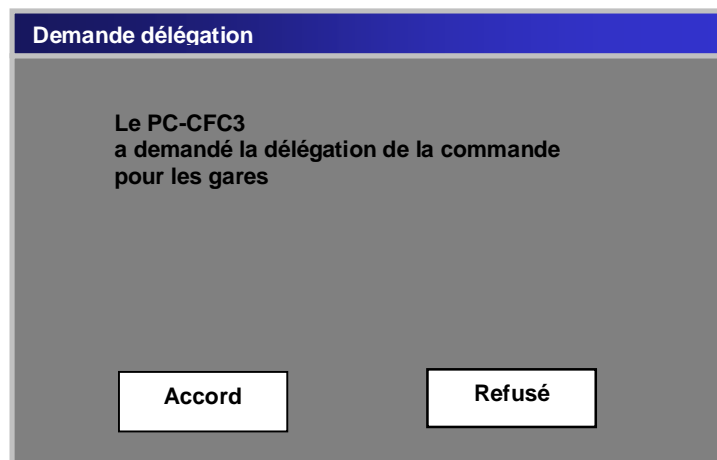 Demande délégation
Le PC-CFC3
a demandé la délégation de la commande
pour les gares
Accord
Refusé